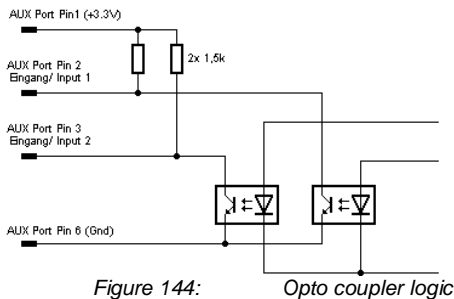 AUX Port Pin1 (+3.3V)
2x 1,5k
AUX Port Pin 2
Eingang/ Input 1
AUX Port Pin 3
Eingang/ Input 2
AUX Port Pin 6 (Gnd)
Figure 144: Opto coupler logic